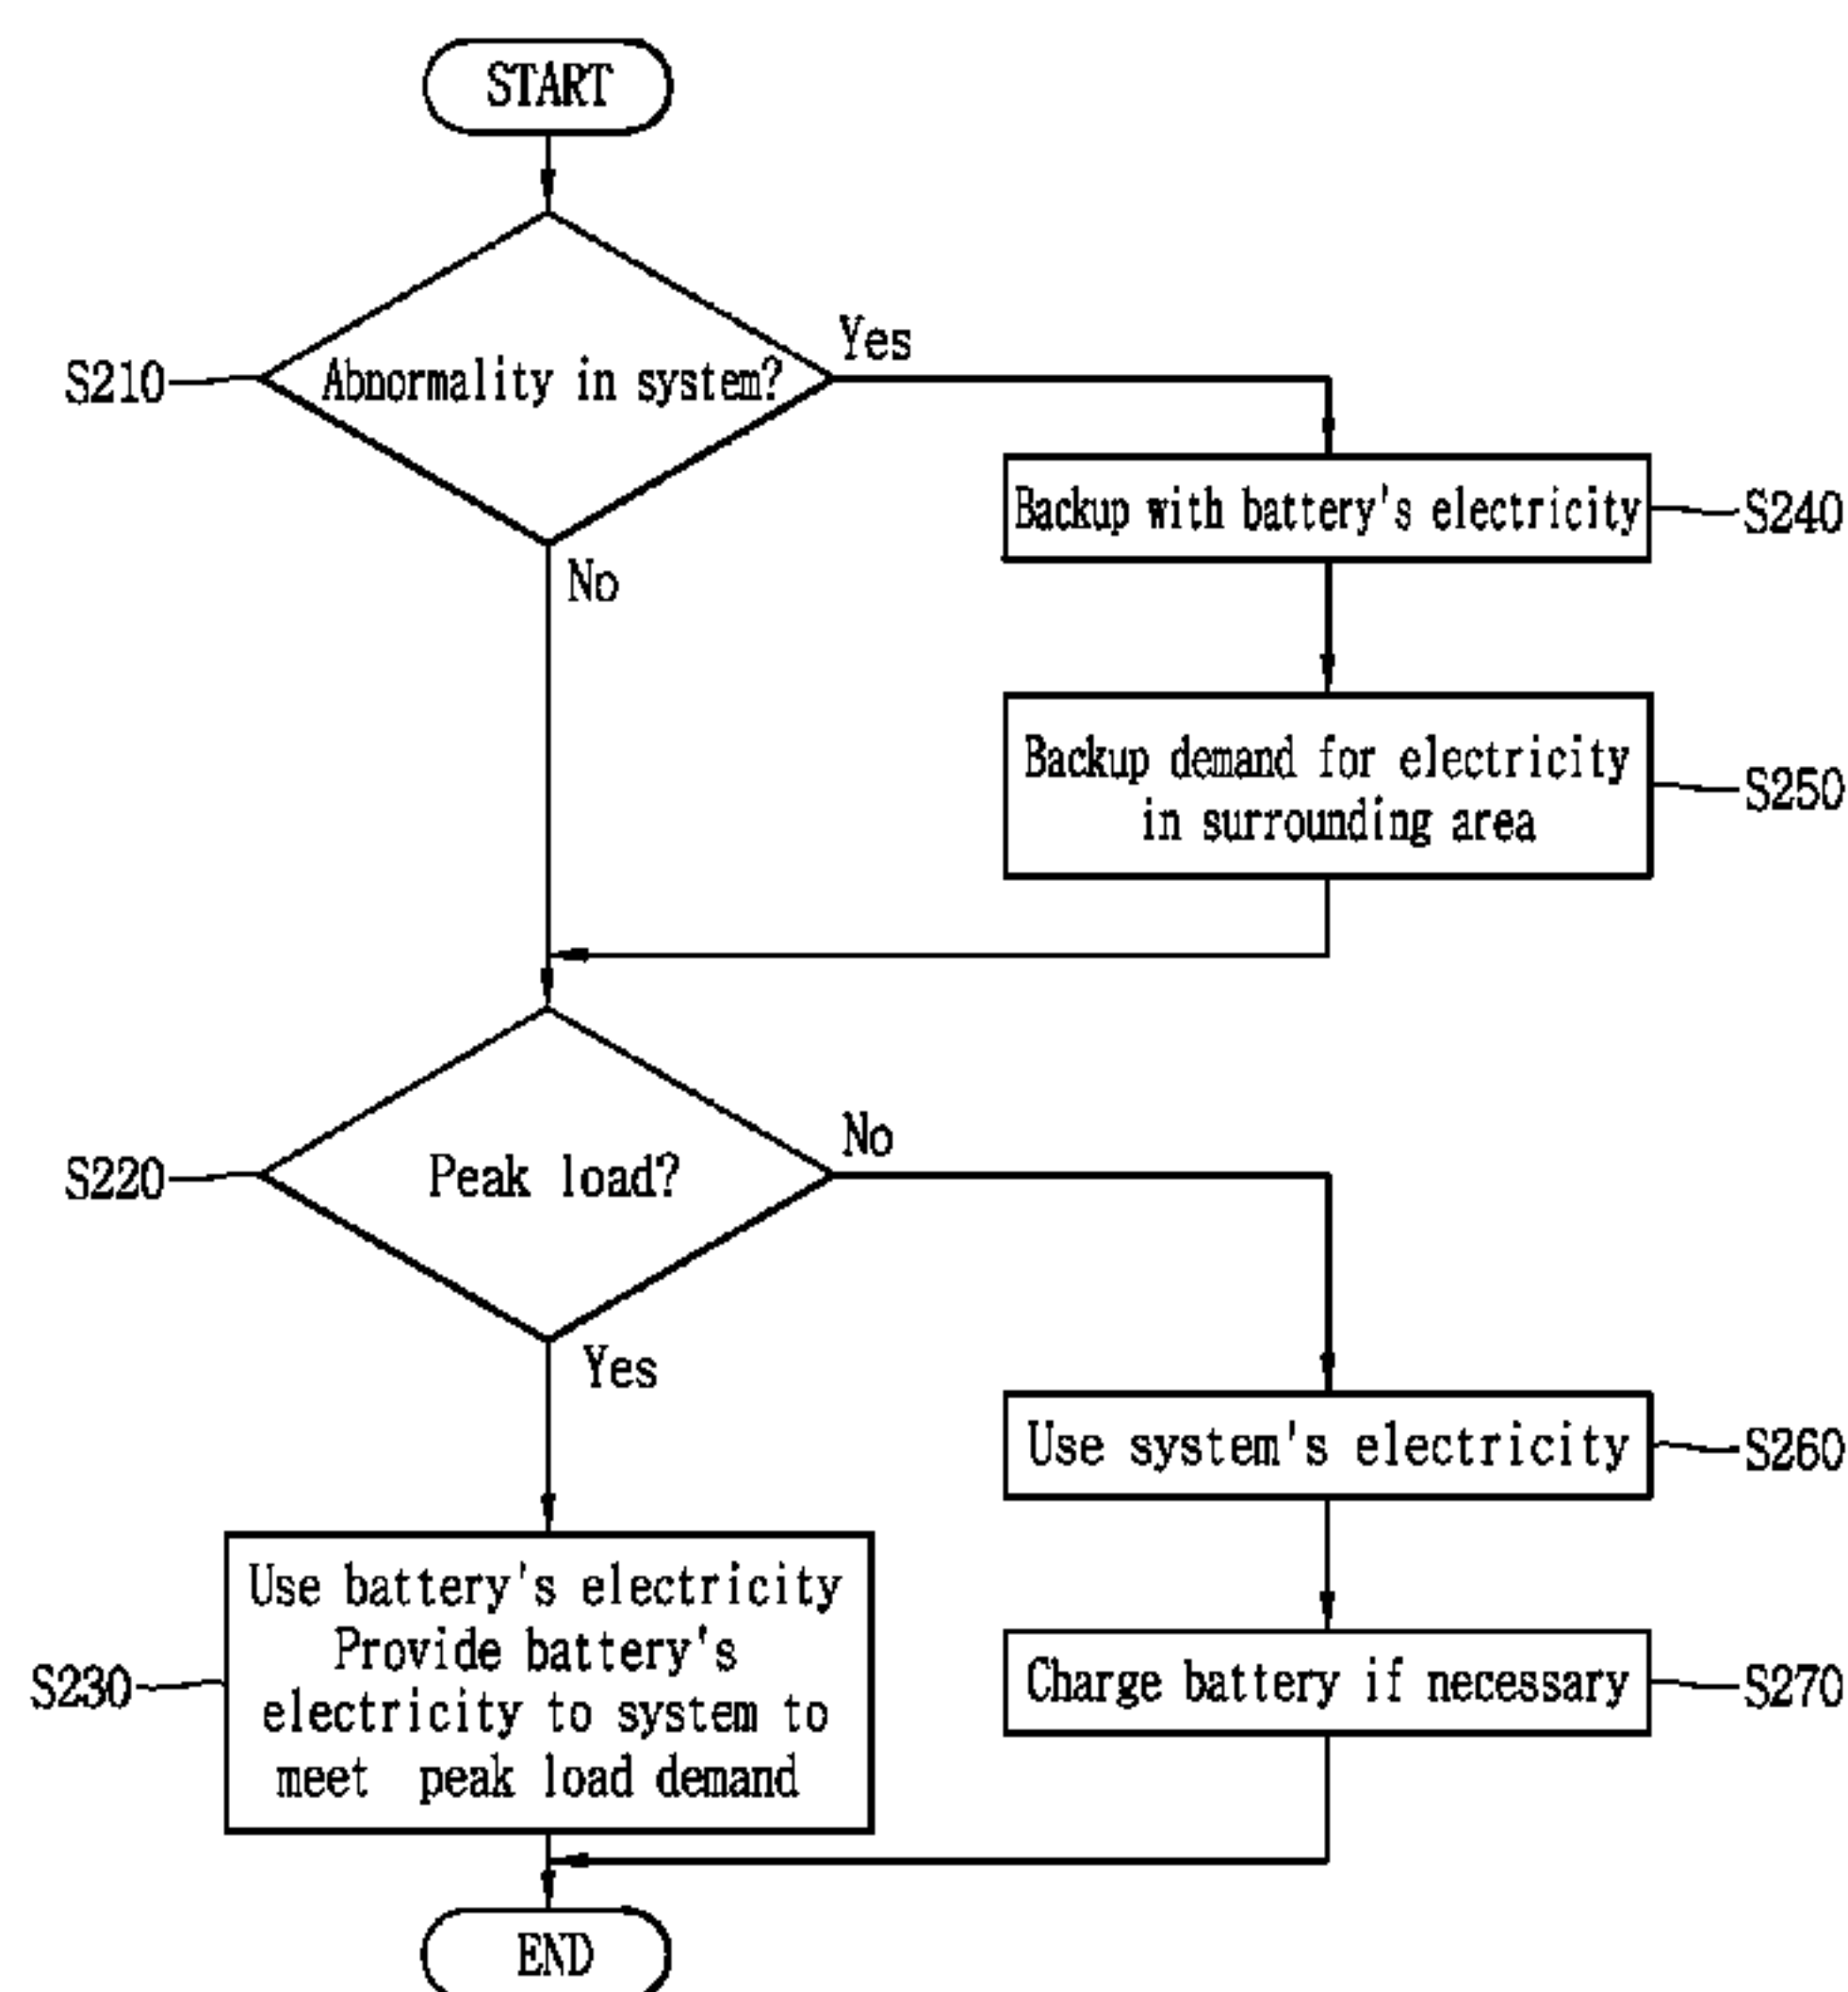 START
S210
Abnormality in system?
Yes
No
Backup with battery's electricity
S240
Backup demand for electricity
in surrounding area
S250
S220
Peak load?
No
Yes
Use system's electricity
S260
S230
Use battery's electricity
Provide battery's
electricity to system to
meet peak load demand
Charge battery if necessary
S270
END